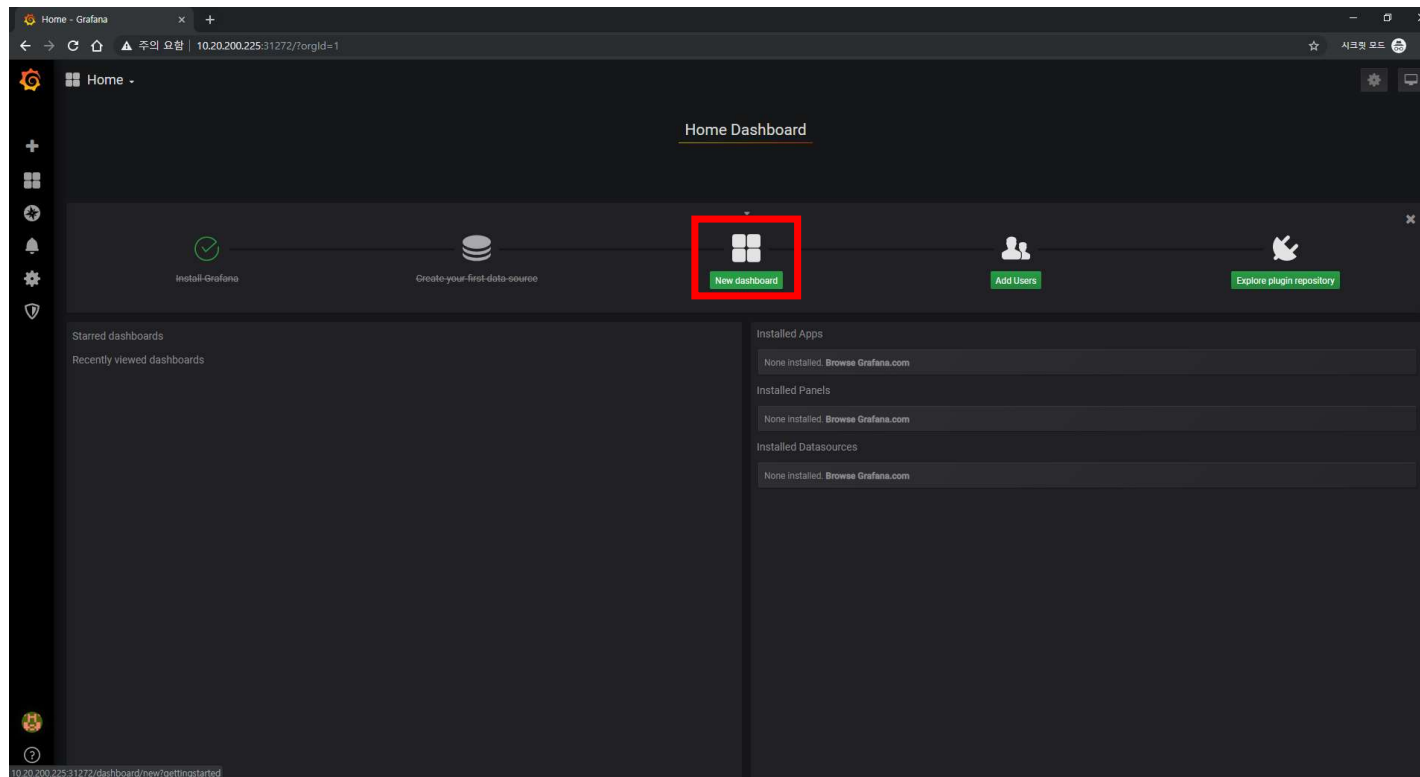 Home - Grafana
주의 요함 | 10.20.200.225:31272/?orgId=1
시크릿 모드
Home
Home Dashboard
Install Grafana
Create your first data source
New dashboard
Add Users
Explore plugin repository
Starred dashboards
Recently viewed dashboards
Installed Apps
None installed. Browse Grafana.com
Installed Panels
None installed. Browse Grafana.com
Installed Datasources
None installed. Browse Grafana.com
10.20.200.225:31272/dashboard/new?gettingstarted